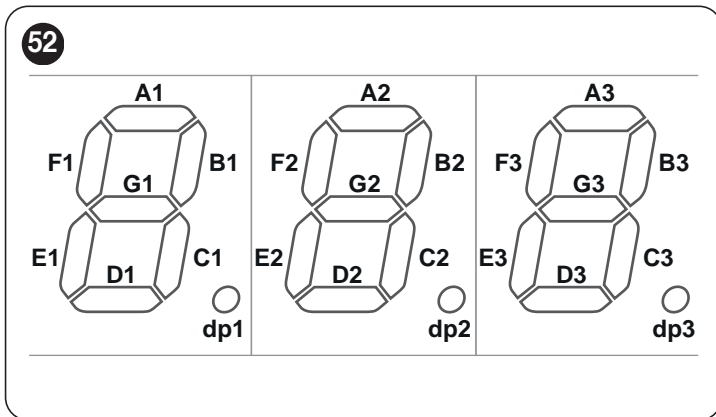 52
A1 A2 A3
F1 B1 F2 B2 F3 B3
G1 G2 G3
E1 C1 E2 C2 E3 C3
D1 D2 D3
dp1 dp2 dp3